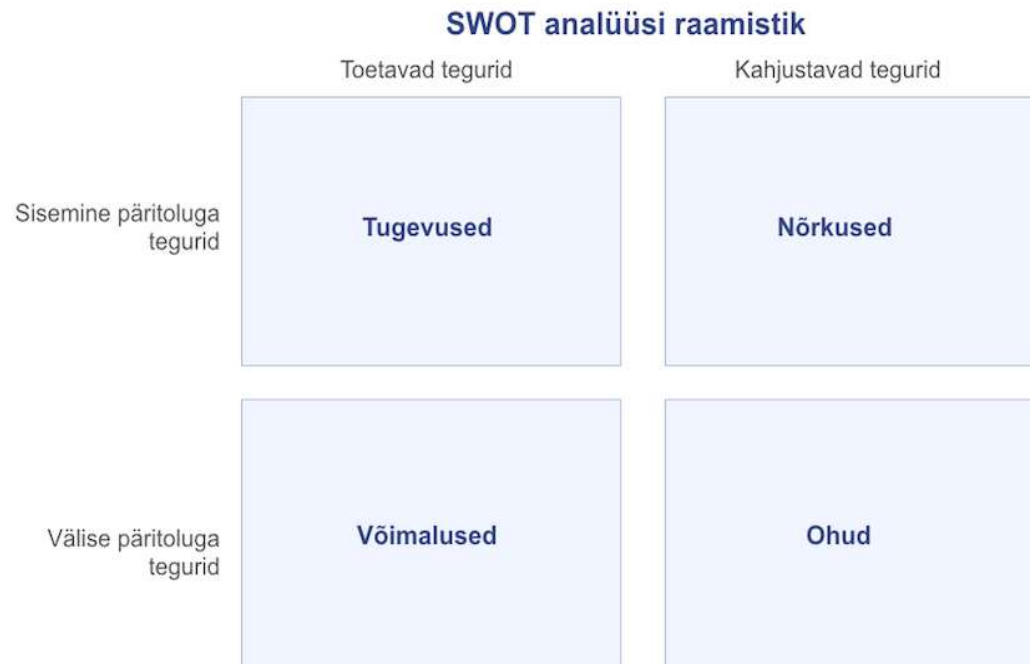 SWOT analüüsi raamistik
Toetavad tegurid
Kahjustavad tegurid
Sisemine päritoluga
tegurid
Tugevused
Nõrkused
Välise päritoluga
tegurid
Võimalused
Ohud